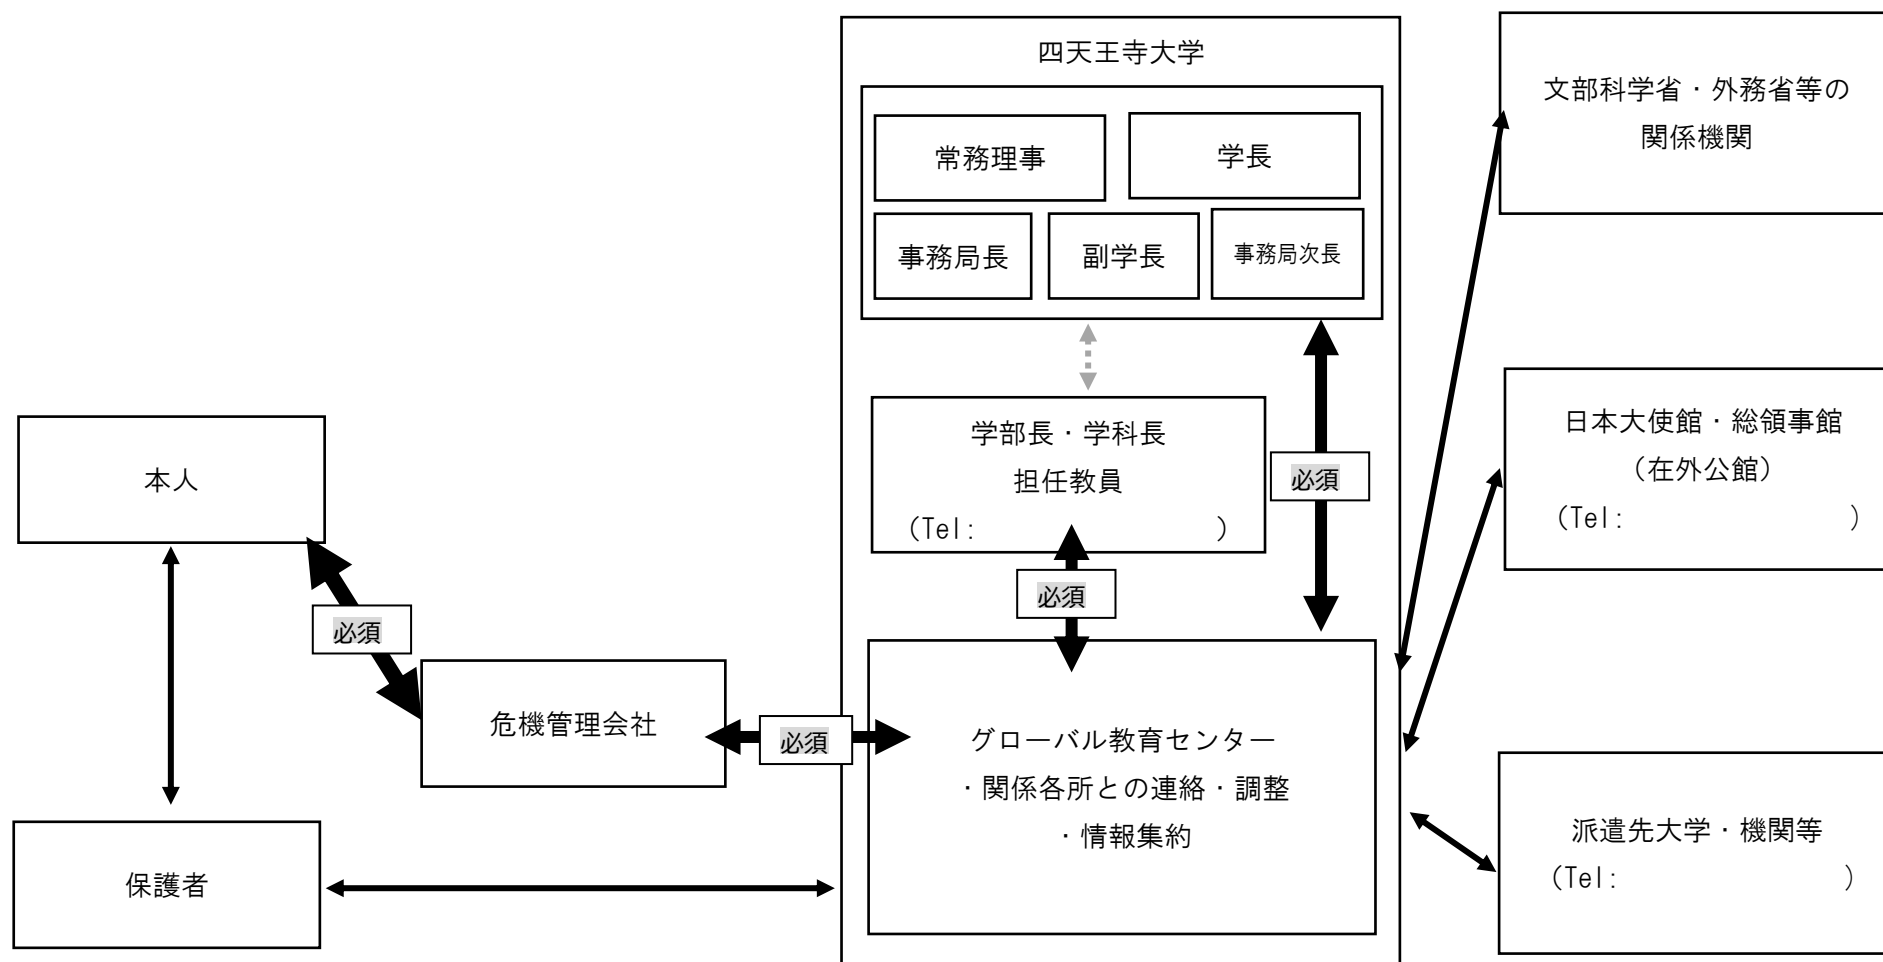 四天王寺大学
常務理事
学長
事務局長
副学長
事務局次長
文部科学省・外務省等の
関係機関
学部長・学科長
担任教員
（Tel:　　　　　　　　）
必須
日本大使館・総領事館
（在外公館）
（Tel:　　　　　　　　）
本人
必須
必須
危機管理会社
必須
グローバル教育センター
・関係各所との連絡・調整
・情報集約
保護者
派遣先大学・機関等
（Tel:　　　　　　　　）